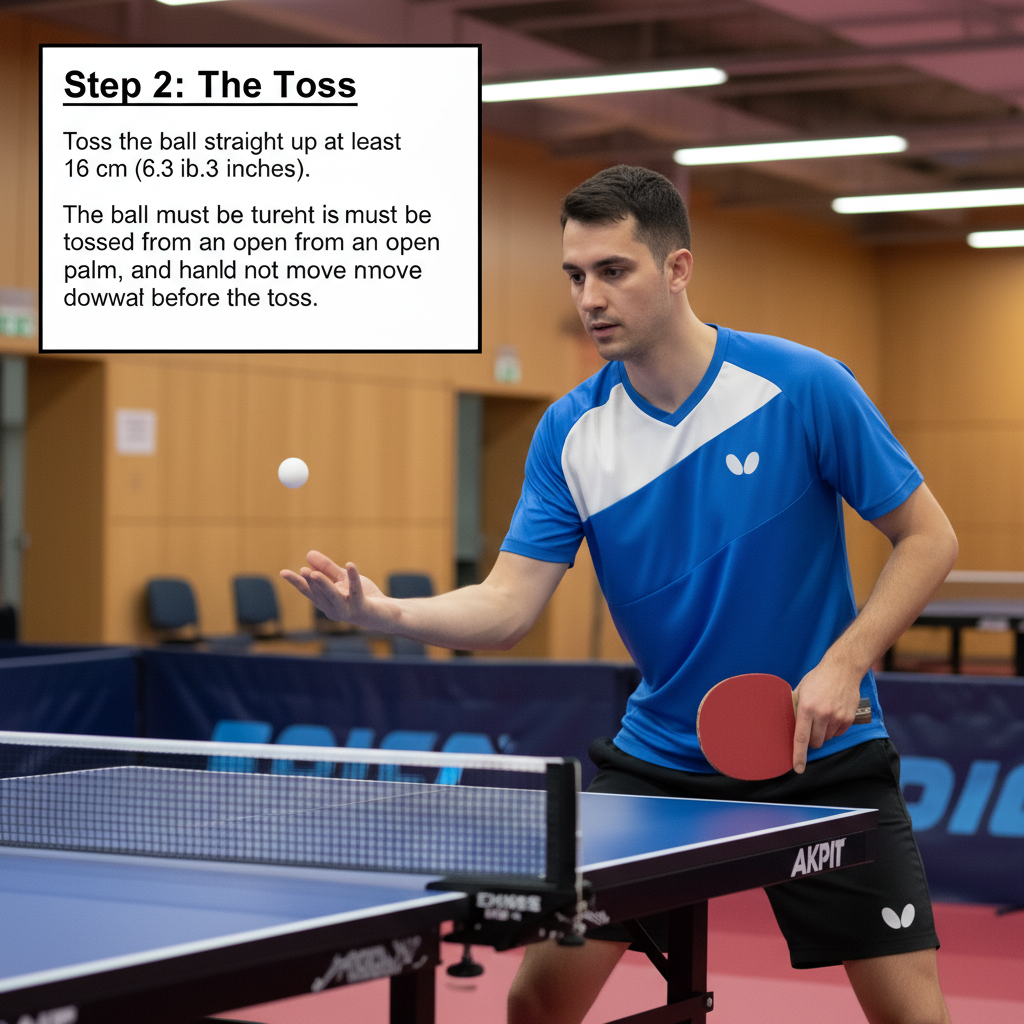 Step 2: The Toss
Toss the ball straight up at least
16 cm (6.3 ib.3 inches).
The ball must be tureht is must be
tossed from an open from an open
palm, and hanld not move nmove
dowwat before the toss.
AKPIT